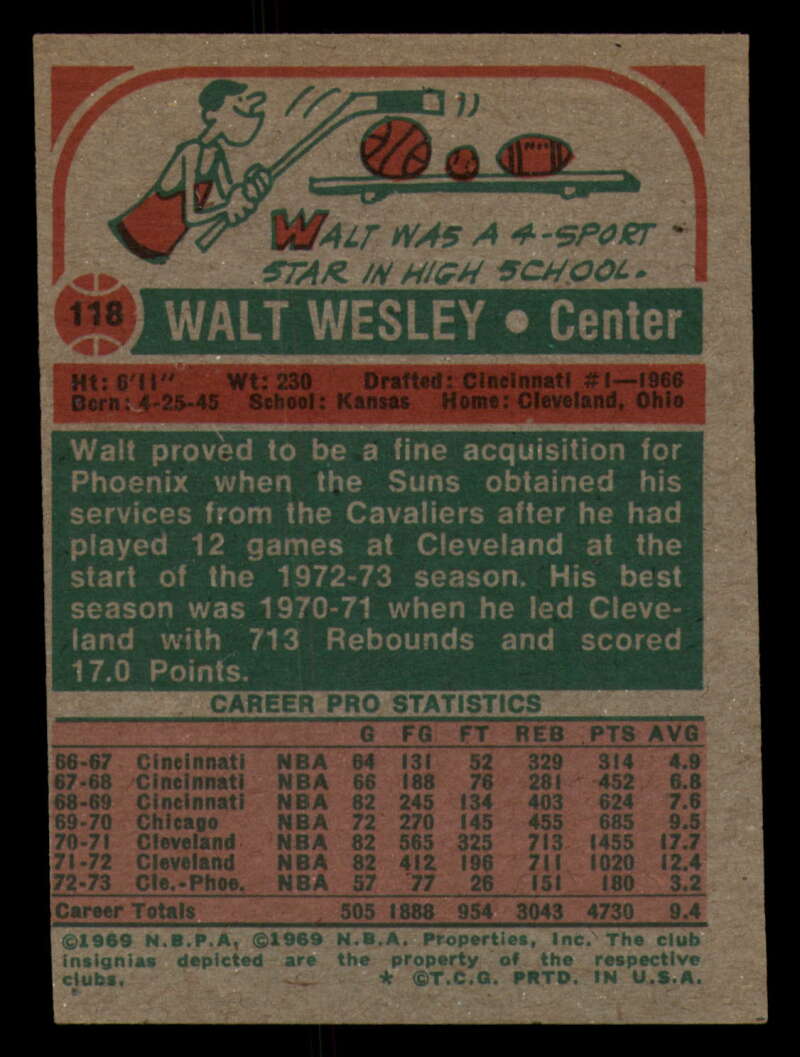 WALT WAS A 4-SPORT
STAR IN HIGH SCHOOL.
118 WALT WESLEY • Center
Ht: 6'11" Wt: 230 Drafted: Cincinnati #1—1966
Born: 4-25-45 School: Kansas Home: Cleveland, Ohio
Walt proved to be a fine acquisition for
Phoenix when the Suns obtained his
services from the Cavaliers after he had
played 12 games at Cleveland at the
start of the 1972-73 season. His best
season was 1970-71 when he led Cleve-
land with 713 Rebounds and scored
17.0 Points.
CAREER PRO STATISTICS
G FG FT REB PTS AVG
66-67 Cincinnati NBA 64 131 52 329 314 4.9
67-68 Cincinnati NBA 66 188 76 281 452 6.8
68-69 Cincinnati NBA 82 245 134 403 624 7.6
69-70 Chicago NBA 72 270 145 455 685 9.5
70-71 Cleveland NBA 82 565 325 713 1455 17.7
71-72 Cleveland NBA 82 412 196 711 1020 12.4
72-73 Cle.-Phoe. NBA 57 77 26 151 180 3.2
Career Totals 505 1888 954 3043 4730 9.4
©1969 N.B.P.A, ©1969 N.B.A. Properties, Inc. The club
insignias depicted are the property of the respective
clubs. * ©T.C.G. PRTD. IN U.S.A.